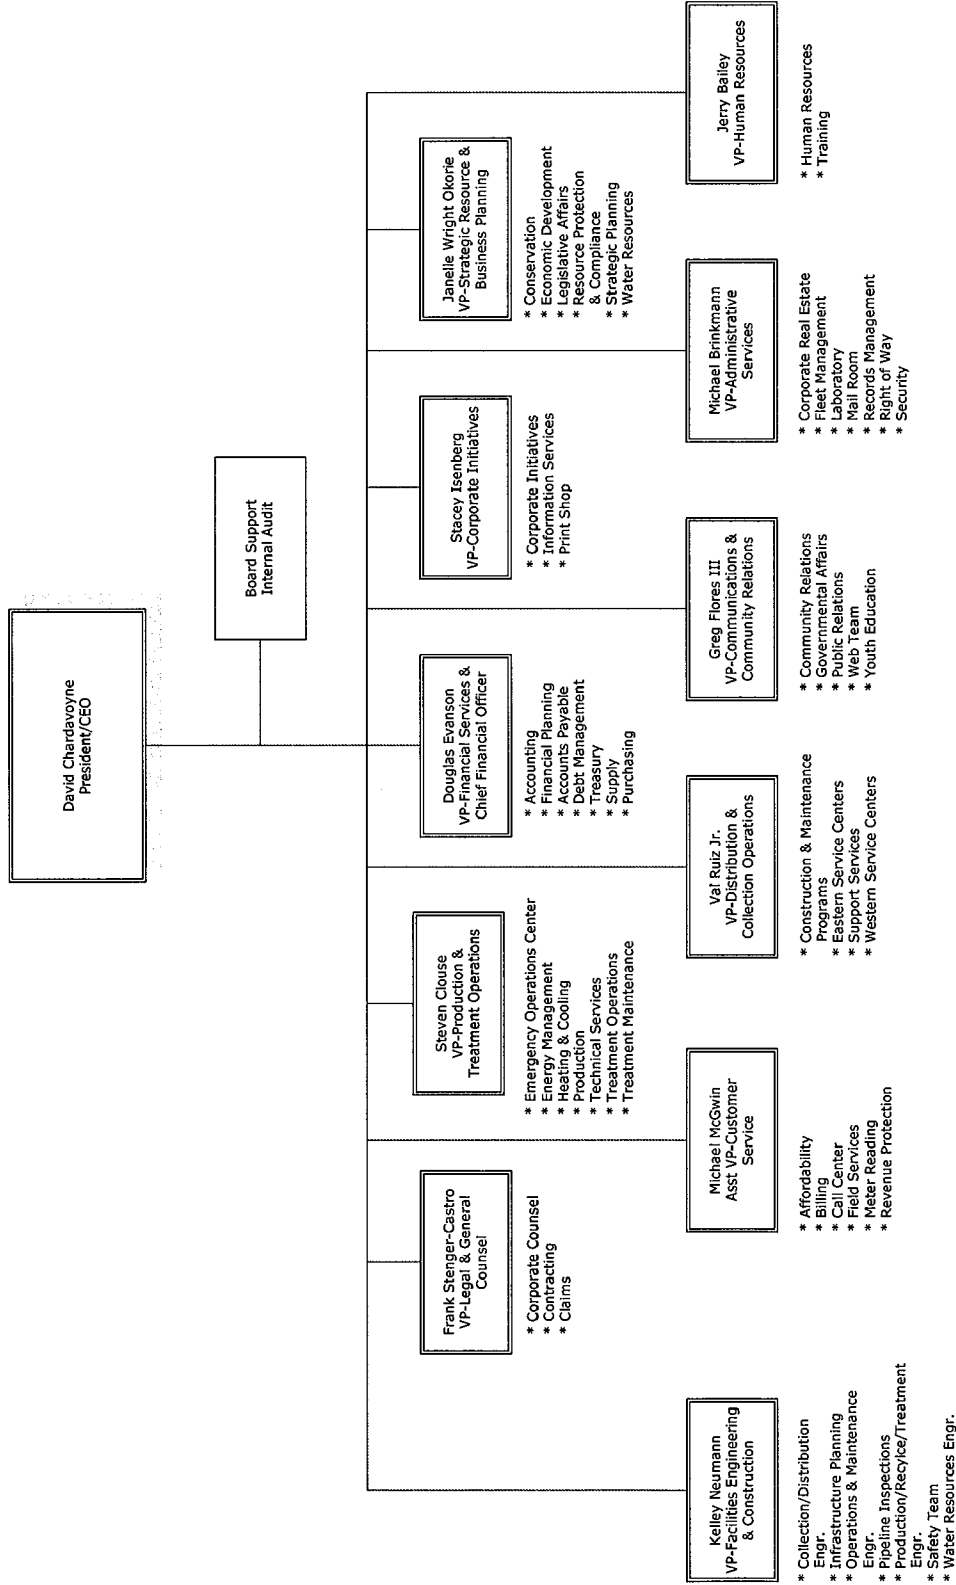 David Chardavoyne
President/CEO
Board Support
Internal Audit
Frank Stenger-Castro
VP-Legal & General
Counsel
* Corporate Counsel
* Contracting
* Claims
Steven Clouse
VP-Production &
Treatment Operations
* Emergency Operations Center
* Energy Management
* Heating & Cooling
* Production
* Technical Services
* Treatment Operations
* Treatment Maintenance
Douglas Evanson
VP-Financial Services &
Chief Financial Officer
* Accounting
* Financial Planning
* Accounts Payable
* Debt Management
* Treasury
* Supply
* Purchasing
Stacey Isenberg
VP-Corporate Initiatives
* Corporate Initiatives
* Information Services
* Print Shop
Janelle Wright Okorie
VP-Strategic Resource &
Business Planning
* Conservation
* Economic Development
* Legislative Affairs
* Resource Protection
& Compliance
* Strategic Planning
* Water Resources
Kelley Neumann
VP-Facilities Engineering
& Construction
* Collection/Distribution
Engr.
* Infrastructure Planning
* Operations & Maintenance
Engr.
* Pipeline Inspections
* Production/Recylce/Treatment
Engr.
* Safety Team
* Water Resources Engr.
Michael McGwin
Asst VP-Customer
Service
* Affordability
* Billing
* Call Center
* Field Services
* Meter Reading
* Revenue Protection
Val Ruiz Jr.
VP-Distribution &
Collection Operations
* Construction & Maintenance
Programs
* Eastern Service Centers
* Support Services
* Western Service Centers
Greg Flores III
VP-Communications &
Community Relations
* Community Relations
* Governmental Affairs
* Public Relations
* Web Team
* Youth Education
Michael Brinkmann
VP-Administrative
Services
* Corporate Real Estate
* Fleet Management
* Laboratory
* Mail Room
* Records Management
* Right of Way
* Security
Jerry Bailey
VP-Human Resources
* Human Resources
* Training